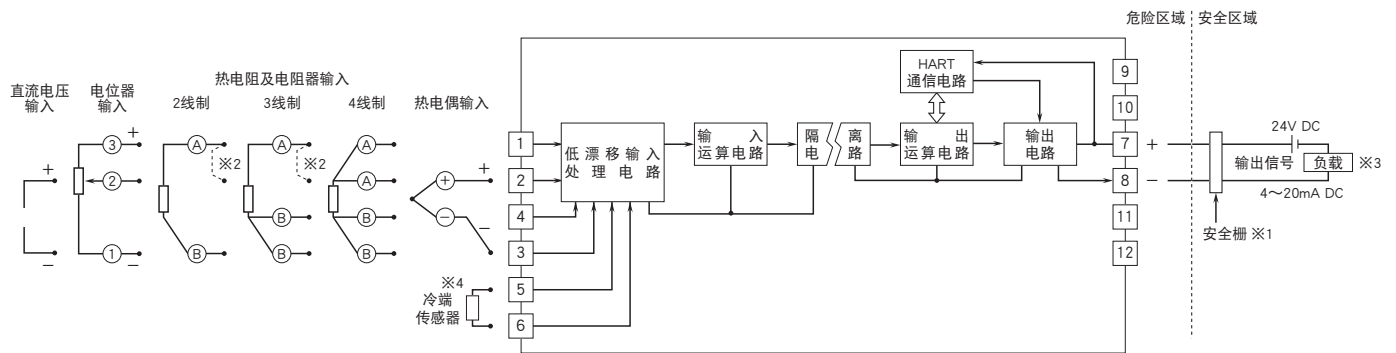 危险区域 安全区域
直流电压
输入
电位器
输入
热电阻及电阻器输入
2线制
3线制
4线制
热电偶输入
3 +
2
1 −
+
−
A
※2
B
A
※2
B
B
A
A
B
B
+ +
− −
※4
冷端
传感器
1
2
4
3
5
6
低漂移输入
处理电路
输入
运算电路
隔离
电路
HART
通信电路
输出
运算电路
输出
电路
9
10
7 +
8 −
11
12
24V DC
输出信号
负载 ※3
4～20mA DC
安全栅 ※1